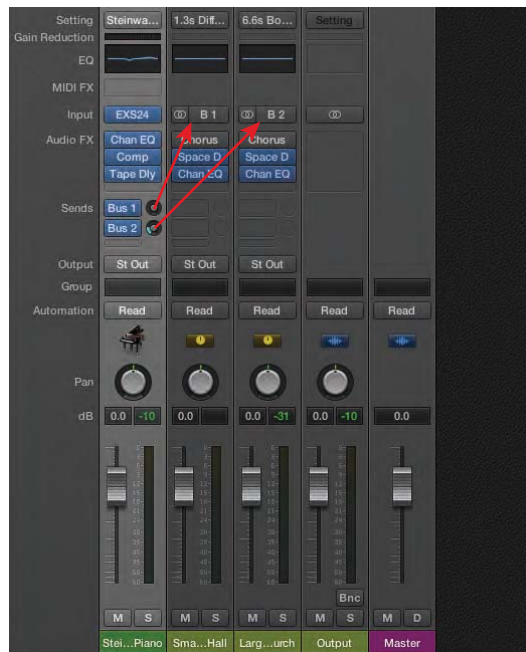 Setting Steinwa... 1.3s Diff... 6.6s Bo... Setting
Gain Reduction
EQ
MIDI FX
Input EXS24 B 1 B 2
Audio FX Chan EQ Chorus Chorus
Comp Space D Space D
Tape Dly Chan EQ Chan EQ
Sends Bus 1
Bus 2
Output St Out St Out St Out
Group
Automation Read Read Read Read Read
Pan
dB 0.0 -10 0.0 0.0 -31 0.0 -10 0.0
Bnc
M S M S M S M S M D
Stei...Piano Sma...Hall Larg...urch Output Master